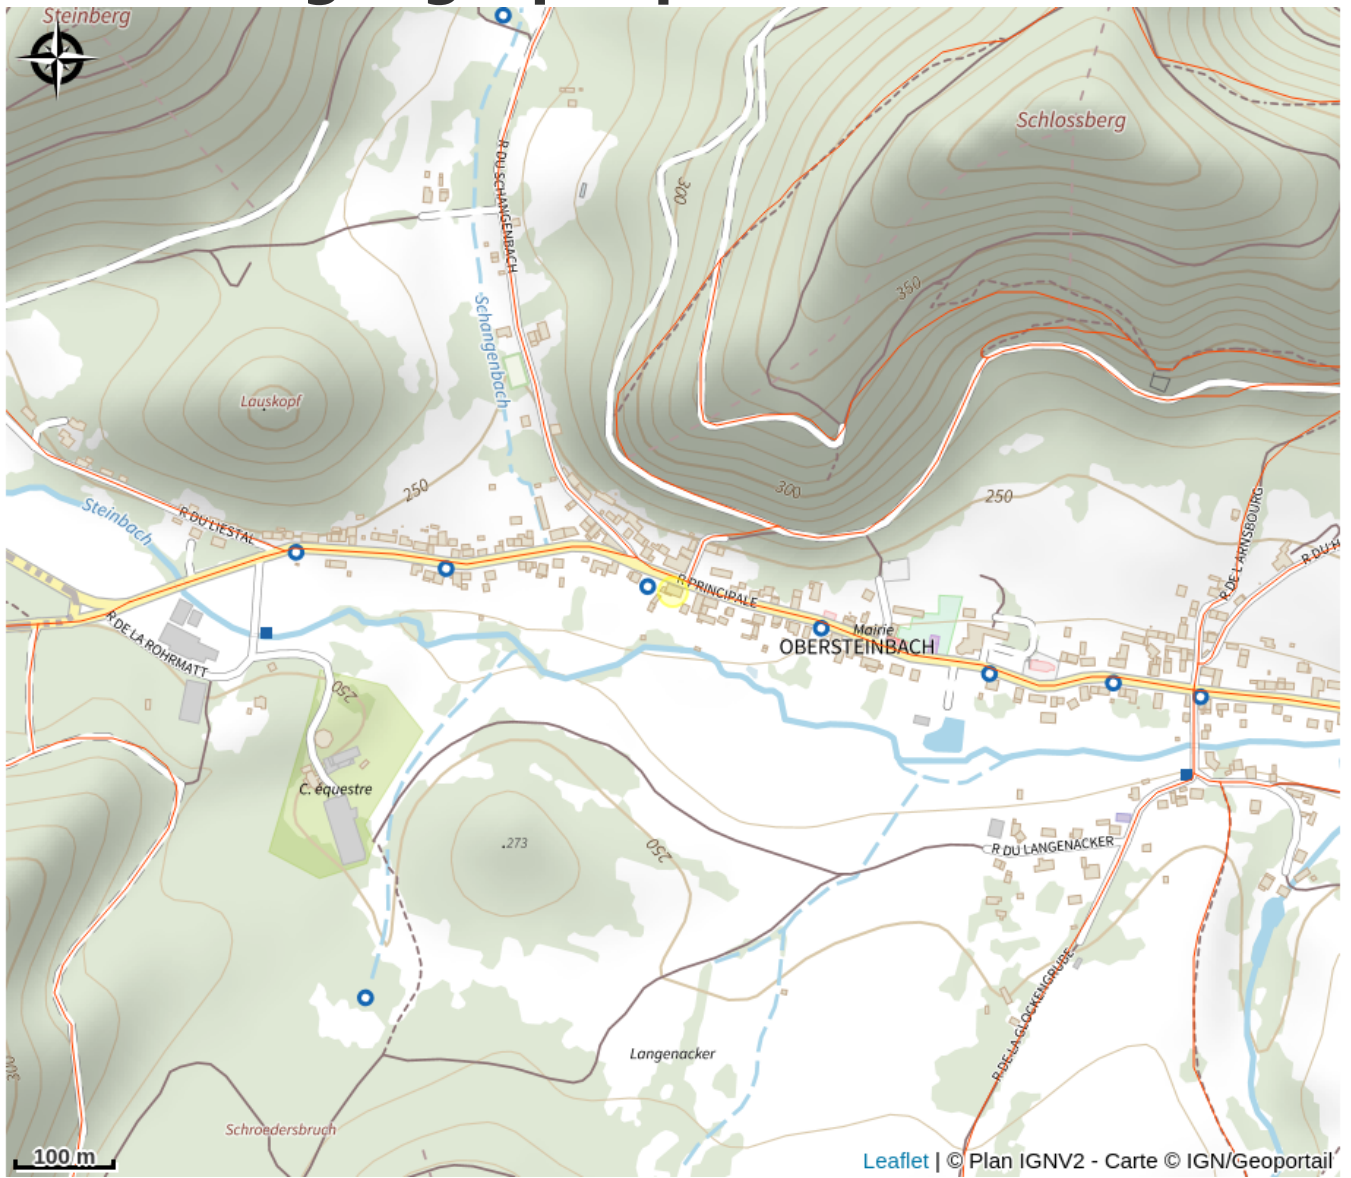 Steinberg
Schlossberg
R DU SCHANGENBACH
300
350
Schangenbach
Lauskopf
250
300
250
Steinbach
R DU LIESTAL
R DE L'ARNSBOURG
R DU H
R PRINCIPALE
Mairie
OBERSTEINBACH
R DE LA ROHRMATT
250
C. équestre
.273
250
R DU LANGENACKER
R DE LA GLOCKENGRUBE
300
Langenacker
Schroedersbruch
100 m
Leaflet | © Plan IGNV2 - Carte © IGN/Geoportail